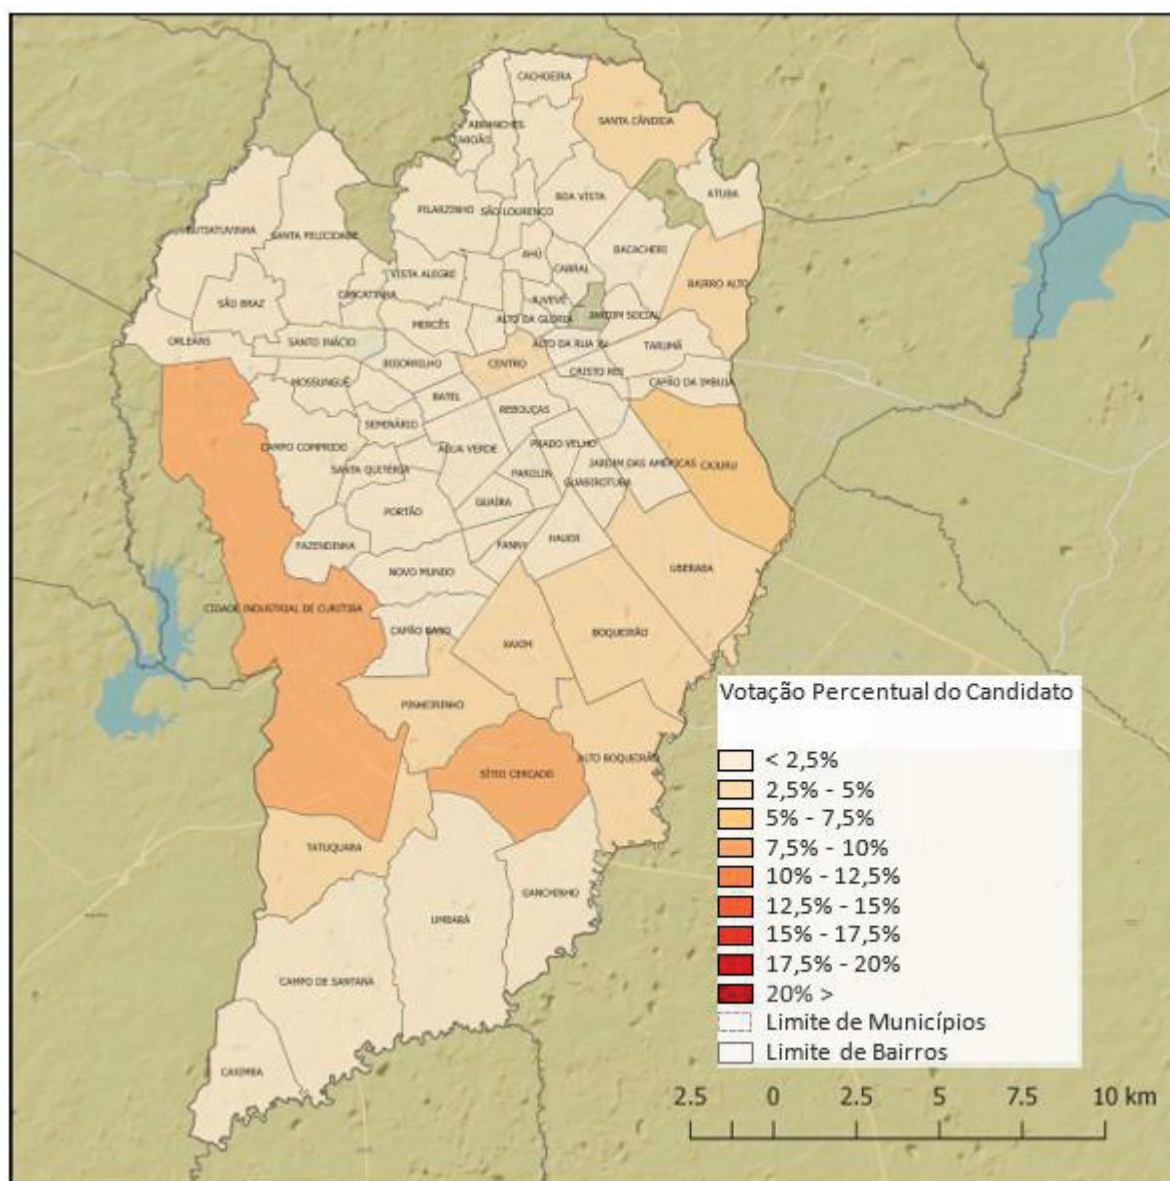 CACHOEIRA
SANTA CÂNDIDA
ABRANCHES
TABOÃO
ATUBA
BOA VISTA
PILARZINHO
SÃO LOURENÇO
BUTIATUVINHA
SANTA FELICIDADE
BACACHERI
AHÚ
CABRAL
VISTA ALEGRE
BAIRRO ALTO
SÃO BRAZ
CASCATINHA
JUVEVÊ
ALTO DA GLÓRIA
JARDIM SOCIAL
MERCÊS
ORLEANS
SANTO INÁCIO
ALTO DA RUA XV
TARUMÃ
BIGORRILHO
CENTRO
CRISTO REI
MOSSUNGUÊ
CAPÃO DA IMBUIA
BATEL
REBOUÇAS
SEMINÁRIO
CAMPO COMPRIDO
ÁGUA VERDE
PRADO VELHO
JARDIM DAS AMÉRICAS
CAJURU
SANTA QUITÉRIA
PAROLIN
GUABIROTUBA
GUAÍRA
PORTÃO
FAZENDINHA
FANNY
HAUER
NOVO MUNDO
UBERABA
CIDADE INDUSTRIAL DE CURITIBA
CAPÃO RASO
XAXIM
BOQUEIRÃO
PINHEIRINHO
ALTO BOQUEIRÃO
SÍTIO CERCADO
TATUQUARA
GANCHINHO
UMBARÁ
CAMPO DE SANTANA
CAXIMBA
Votação Percentual do Candidato
< 2,5%
2,5% - 5%
5% - 7,5%
7,5% - 10%
10% - 12,5%
12,5% - 15%
15% - 17,5%
17,5% - 20%
20% >
Limite de Municípios
Limite de Bairros
2.5 0 2.5 5 7.5 10 km